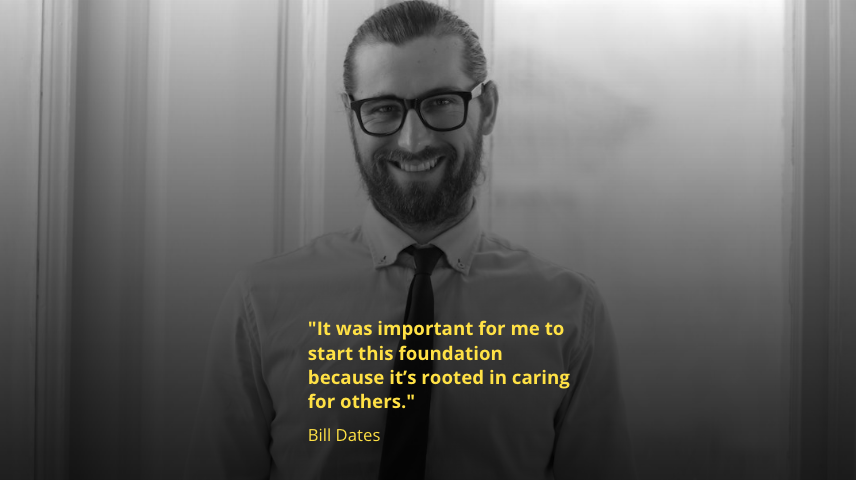 "It was important for me to
start this foundation
because it’s rooted in caring
for others."
Bill Dates